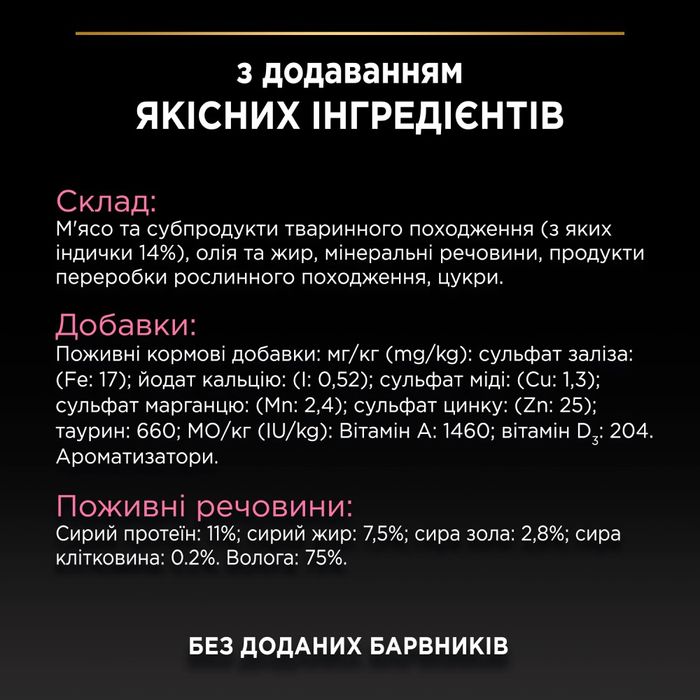 з додаванням
ЯКІСНИХ ІНГРЕДІЄНТІВ
Склад:
М'ясо та субпродукти тваринного походження (з яких
індички 14%), олія та жир, мінеральні речовини, продукти
переробки рослинного походження, цукри.
Добавки:
Поживні кормові добавки: мг/кг (mg/kg): сульфат заліза:
(Fe: 17); йодат кальцію: (I: 0,52); сульфат міді: (Cu: 1,3);
сульфат марганцю: (Mn: 2,4); сульфат цинку: (Zn: 25);
таурин: 660; МО/кг (IU/kg): Вітамін А: 1460; вітамін D₃: 204.
Ароматизатори.
Поживні речовини:
Сирий протеїн: 11%; сирий жир: 7,5%; сира зола: 2,8%; сира
клітковина: 0.2%. Волога: 75%.
БЕЗ ДОДАНИХ БАРВНИКІВ